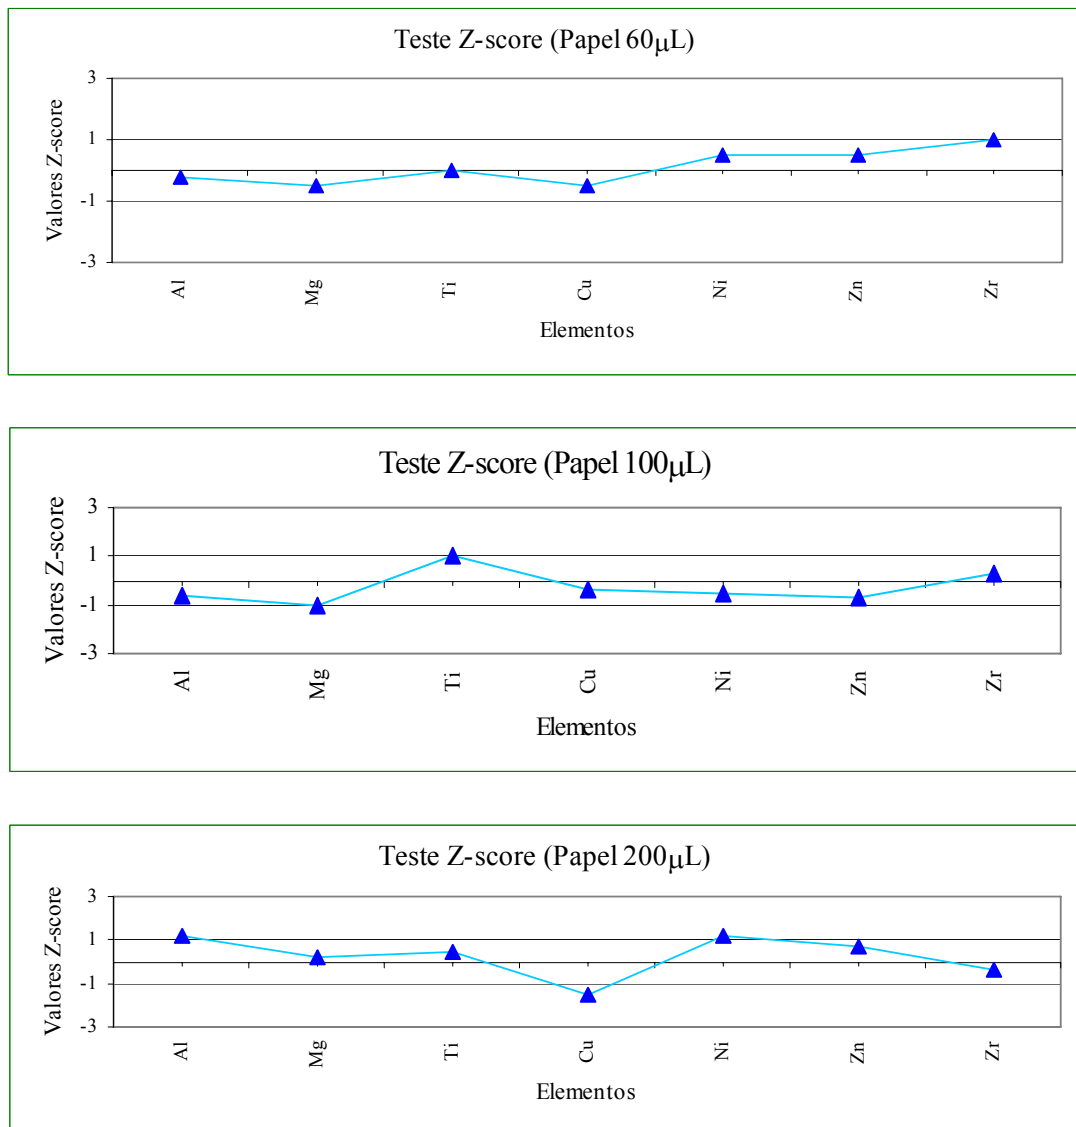 Teste Z-score (Papel 60μL)
3
1
-1
-3
Valores Z-score
Al
Mg
Ti
Cu
Ni
Zn
Zr
Elementos
Teste Z-score (Papel 100μL)
3
1
-1
-3
Valores Z-score
Al
Mg
Ti
Cu
Ni
Zn
Zr
Elementos
Teste Z-score (Papel 200μL)
3
1
-1
-3
Valores Z-score
Al
Mg
Ti
Cu
Ni
Zn
Zr
Elementos